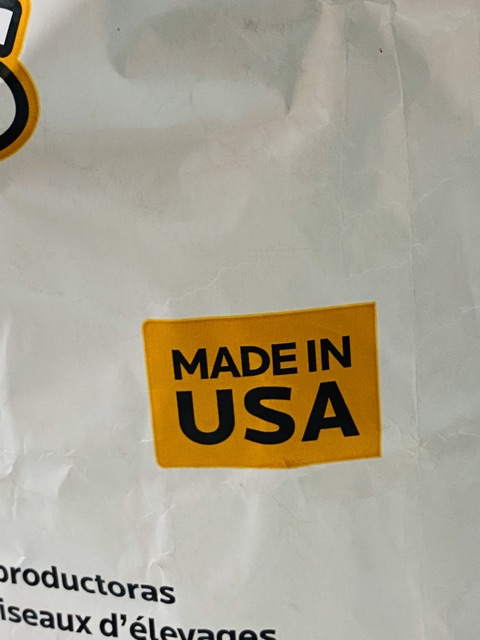 MADE IN
USA
productoras
iseaux d'élevages